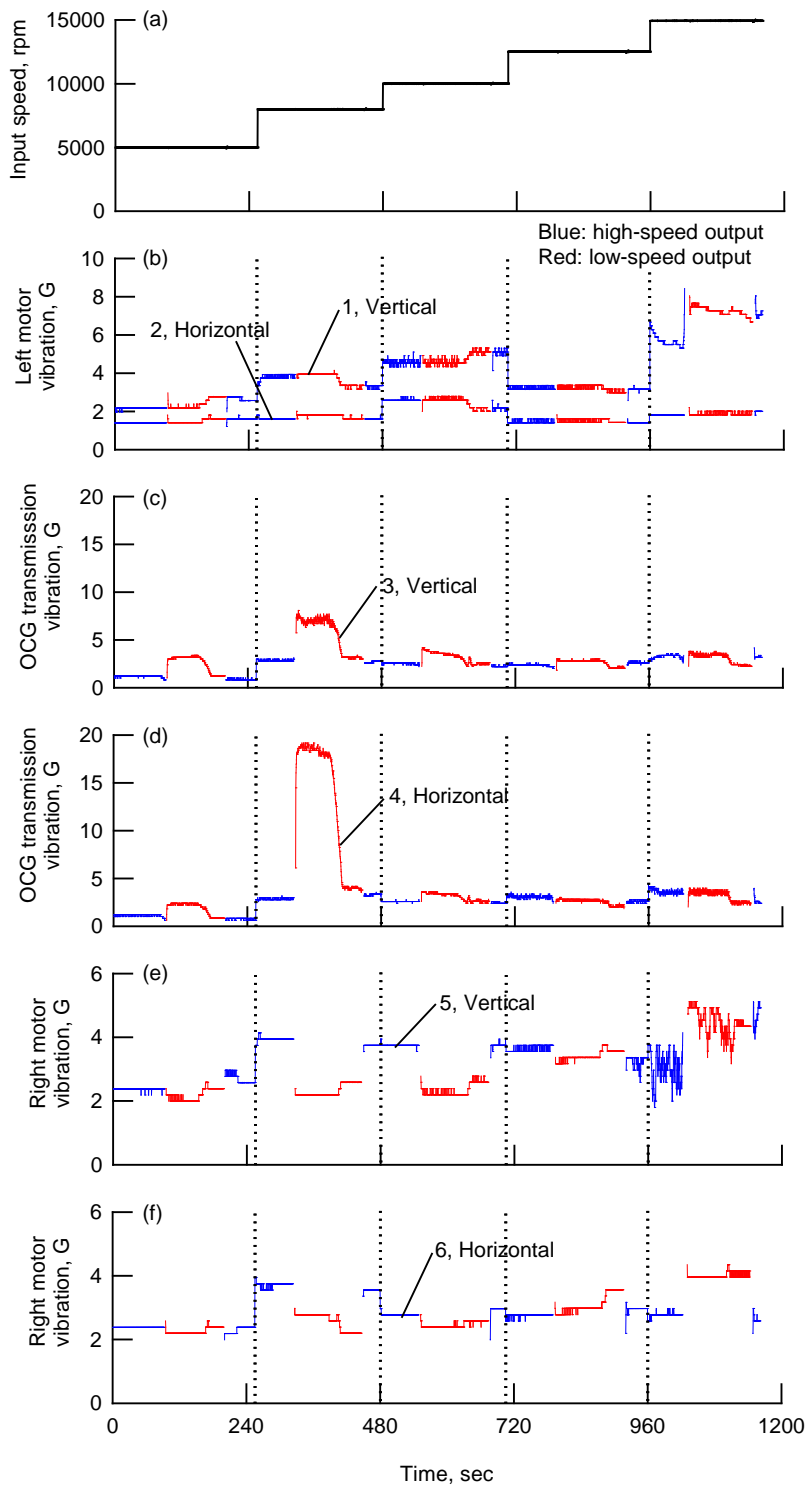 (a)
15000
10000
5000
0
Input speed, rpm
Blue: high-speed output
Red: low-speed output
(b)
10
8
6
4
2
0
Left motor
vibration, G
1, Vertical
2, Horizontal
(c)
20
15
10
5
0
OCG transmisssion
vibration, G
3, Vertical
(d)
20
15
10
5
0
OCG transmission
vibration, G
4, Horizontal
(e)
6
4
2
0
Right motor
vibration, G
5, Vertical
(f)
6
4
2
0
Right motor
vibration, G
6, Horizontal
0 240 480 720 960 1200
Time, sec